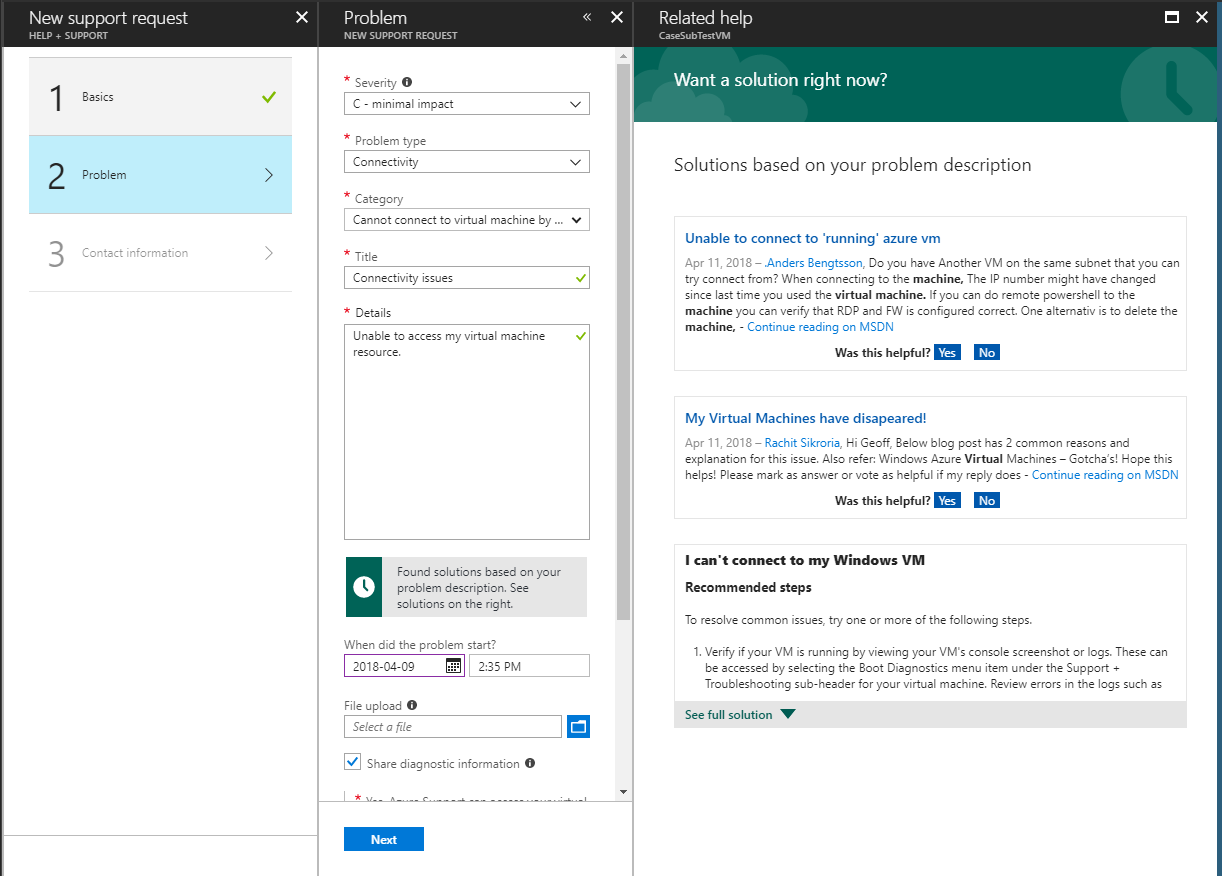 New support request
HELP + SUPPORT
1 Basics
2 Problem
3 Contact information
Problem
NEW SUPPORT REQUEST
* Severity
C - minimal impact
* Problem type
Connectivity
* Category
Cannot connect to virtual machine by ...
* Title
Connectivity issues
* Details
Unable to access my virtual machine
resource.
Found solutions based on your
problem description. See
solutions on the right.
When did the problem start?
2018-04-09 2:35 PM
File upload
Select a file
Share diagnostic information
* Yes, Azure Support can access your virtual
Next
Related help
CaseSubTestVM
Want a solution right now?
Solutions based on your problem description
Unable to connect to 'running' azure vm
Apr 11, 2018 – .Anders Bengtsson, Do you have Another VM on the same subnet that you can
try connect from? When connecting to the machine, The IP number might have changed
since last time you used the virtual machine. If you can do remote powershell to the
machine you can verify that RDP and FW is configured correct. One alternativ is to delete the
machine, - Continue reading on MSDN
Was this helpful? Yes No
My Virtual Machines have disapeared!
Apr 11, 2018 – Rachit Sikroria, Hi Geoff, Below blog post has 2 common reasons and
explanation for this issue. Also refer: Windows Azure Virtual Machines – Gotcha's! Hope this
helps! Please mark as answer or vote as helpful if my reply does - Continue reading on MSDN
Was this helpful? Yes No
I can't connect to my Windows VM
Recommended steps
To resolve common issues, try one or more of the following steps.
1. Verify if your VM is running by viewing your VM's console screenshot or logs. These can
be accessed by selecting the Boot Diagnostics menu item under the Support +
Troubleshooting sub-header for your virtual machine. Review errors in the logs such as
See full solution